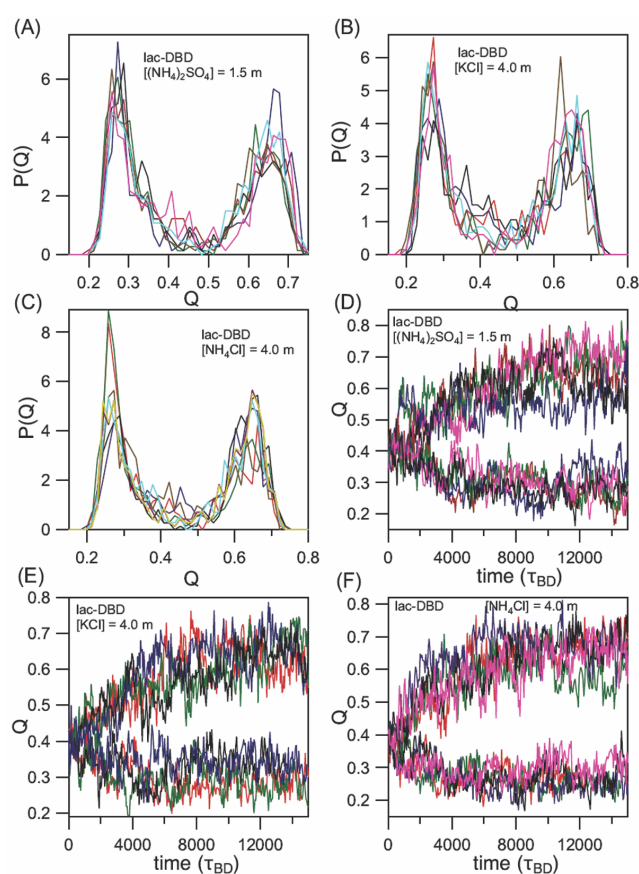 (A)
lac-DBD
[(NH4)2SO4] = 1.5 m
P(Q)
6
4
2
0
0.2 0.3 0.4 0.5 0.6 0.7
Q
(B)
lac-DBD
[KCl] = 4.0 m
P(Q)
6
5
4
3
2
1
0
0.2 0.4 0.6 0.8
Q
(C)
lac-DBD
[NH4Cl] = 4.0 m
P(Q)
8
6
4
2
0
0.2 0.4 0.6 0.8
Q
(D)
lac-DBD
[(NH4)2SO4] = 1.5 m
Q
0.8
0.7
0.6
0.5
0.4
0.3
0.2
0 4000 8000 12000
time (τBD)
(E)
lac-DBD
[KCl] = 4.0 m
Q
0.8
0.7
0.6
0.5
0.4
0.3
0.2
0 4000 8000 12000
time (τBD)
(F)
lac-DBD [NH4Cl] = 4.0 m
Q
0.8
0.7
0.6
0.5
0.4
0.3
0.2
0 4000 8000 12000
time (τBD)